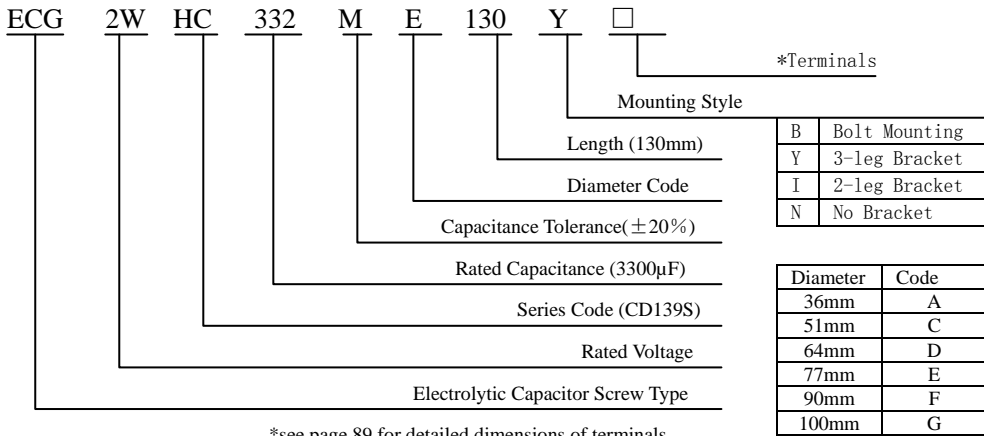 ECG 2W HC 332 M E 130 Y □
*Terminals
Mounting Style
Length (130mm)
Diameter Code
Capacitance Tolerance(±20%)
Rated Capacitance (3300μF)
Series Code (CD139S)
Rated Voltage
Electrolytic Capacitor Screw Type
B Bolt Mounting
Y 3-leg Bracket
I 2-leg Bracket
N No Bracket
Diameter Code
36mm A
51mm C
64mm D
77mm E
90mm F
100mm G
*see page 89 for detailed dimensions of terminals